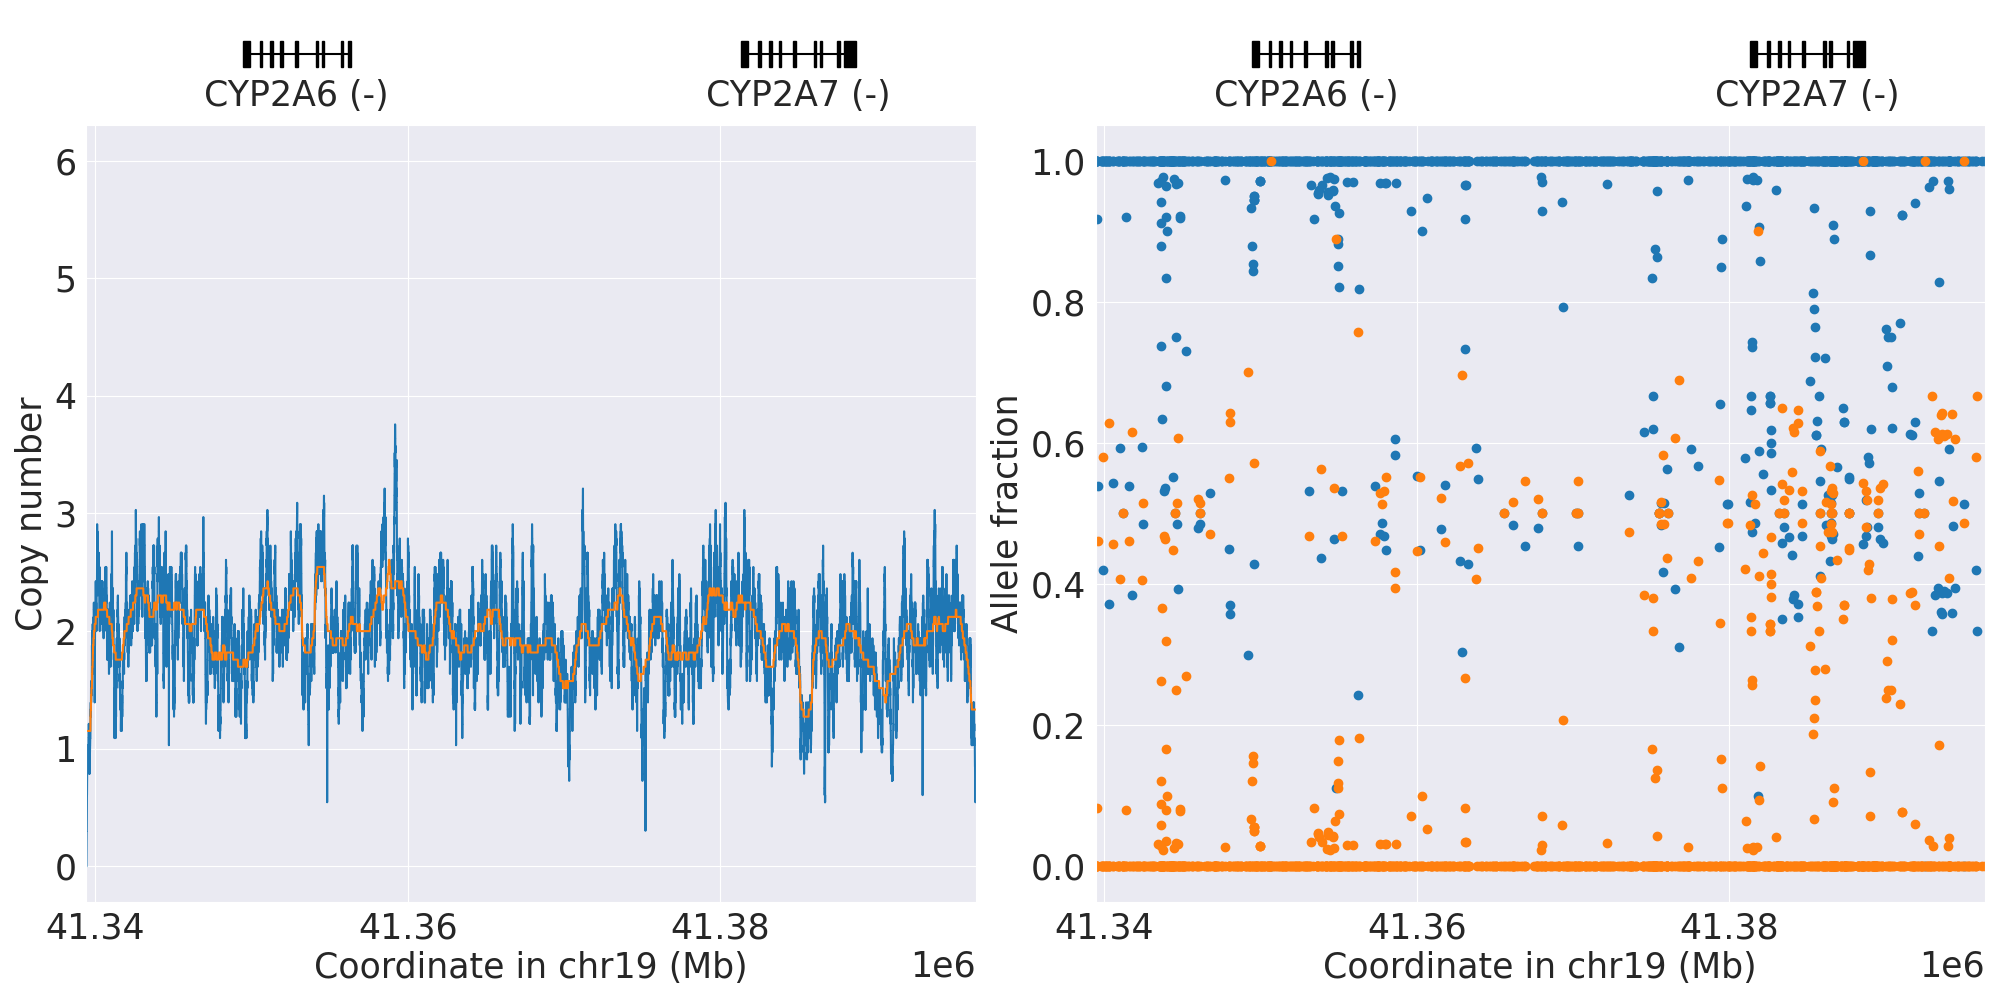 CYP2A6 (-)
CYP2A7 (-)
6
5
4
3
2
1
0
Copy number
41.34
41.36
41.38
Coordinate in chr19 (Mb)
1e6
CYP2A6 (-)
CYP2A7 (-)
1.0
0.8
0.6
0.4
0.2
0.0
Allele fraction
41.34
41.36
41.38
Coordinate in chr19 (Mb)
1e6